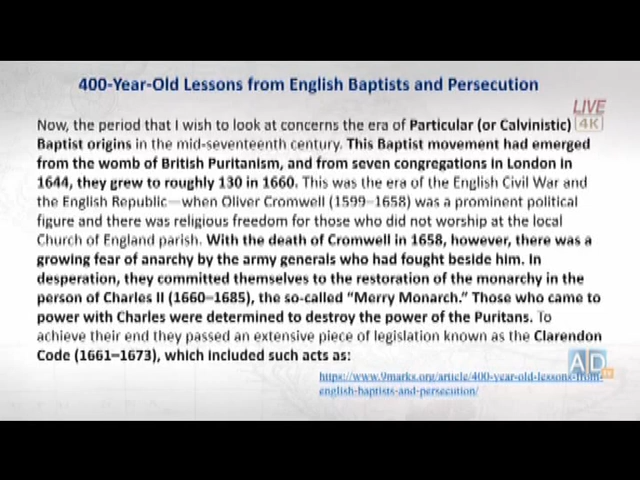 400-Year-Old Lessons from English Baptists and Persecution
LIVE
4K
Now, the period that I wish to look at concerns the era of Particular (or Calvinistic)
Baptist origins in the mid-seventeenth century. This Baptist movement had emerged
from the womb of British Puritanism, and from seven congregations in London in
1644, they grew to roughly 130 in 1660. This was the era of the English Civil War and
the English Republic—when Oliver Cromwell (1599–1658) was a prominent political
figure and there was religious freedom for those who did not worship at the local
Church of England parish. With the death of Cromwell in 1658, however, there was a
growing fear of anarchy by the army generals who had fought beside him. In
desperation, they committed themselves to the restoration of the monarchy in the
person of Charles II (1660–1685), the so-called “Merry Monarch.” Those who came to
power with Charles were determined to destroy the power of the Puritans. To
achieve their end they passed an extensive piece of legislation known as the Clarendon
Code (1661–1673), which included such acts as:
AD
TV
https://www.9marks.org/article/400-year-old-lessons-from-
english-baptists-and-persecution/